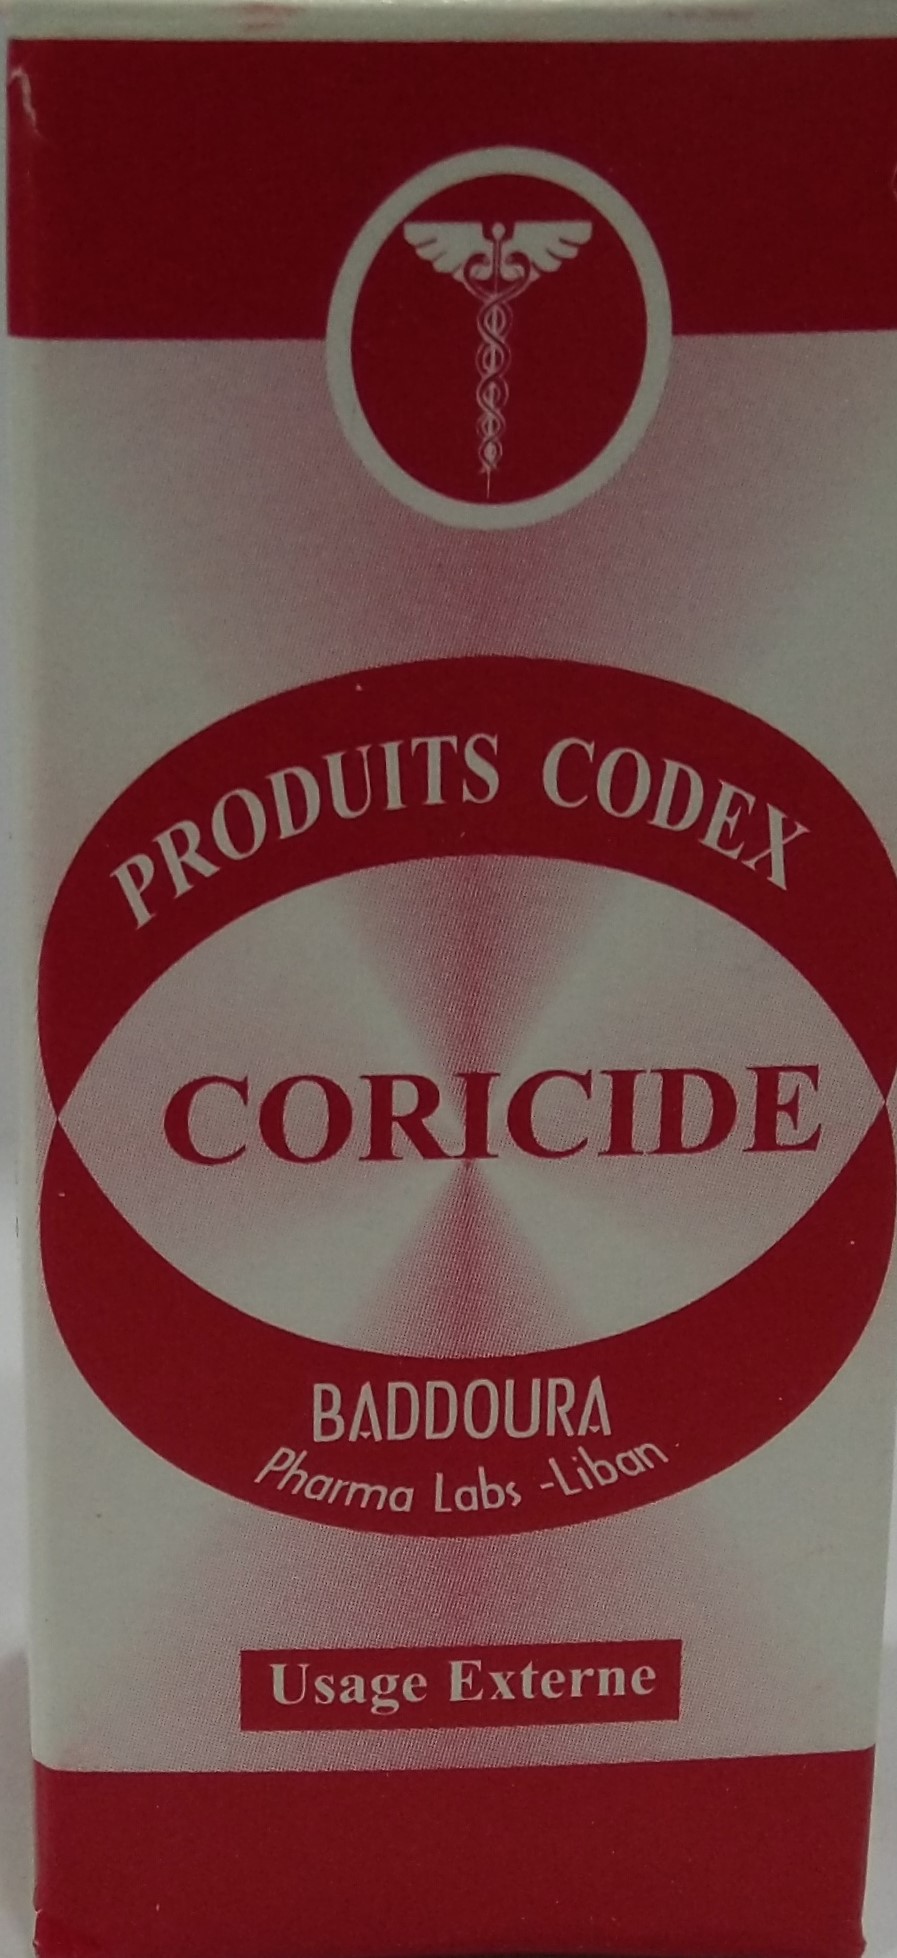 PRODUITS CODEX
CORICIDE
BADDOURA
Pharma Labs -Liban
Usage Externe